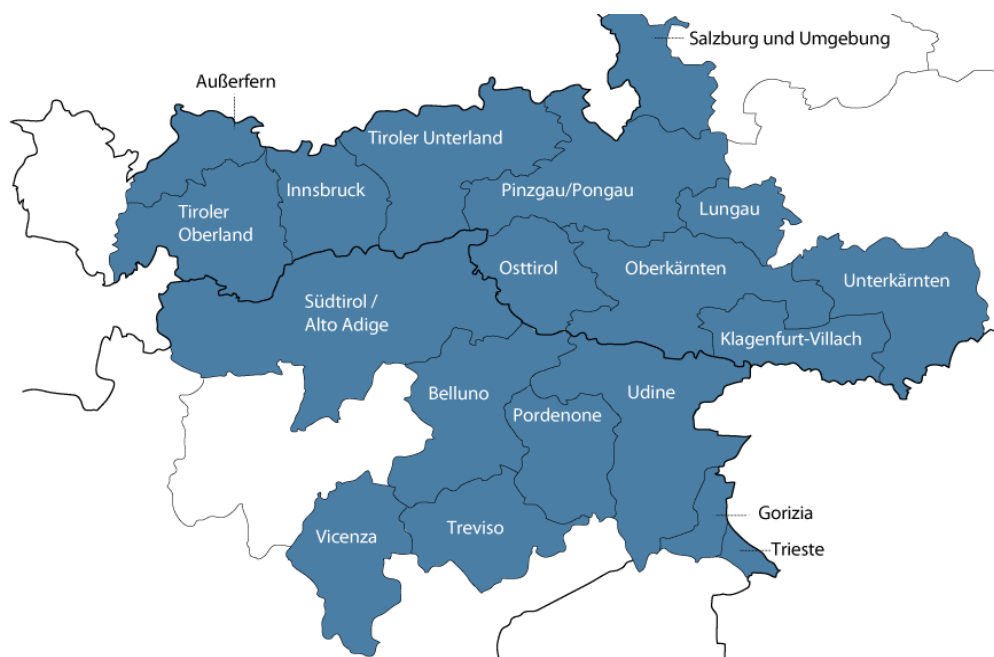 Salzburg und Umgebung
Außerfern
Tiroler Unterland
Innsbruck
Pinzgau/Pongau
Tiroler
Oberland
Lungau
Osttirol
Oberkärnten
Unterkärnten
Südtirol /
Alto Adige
Klagenfurt-Villach
Belluno
Udine
Pordenone
Gorizia
Vicenza
Treviso
Trieste